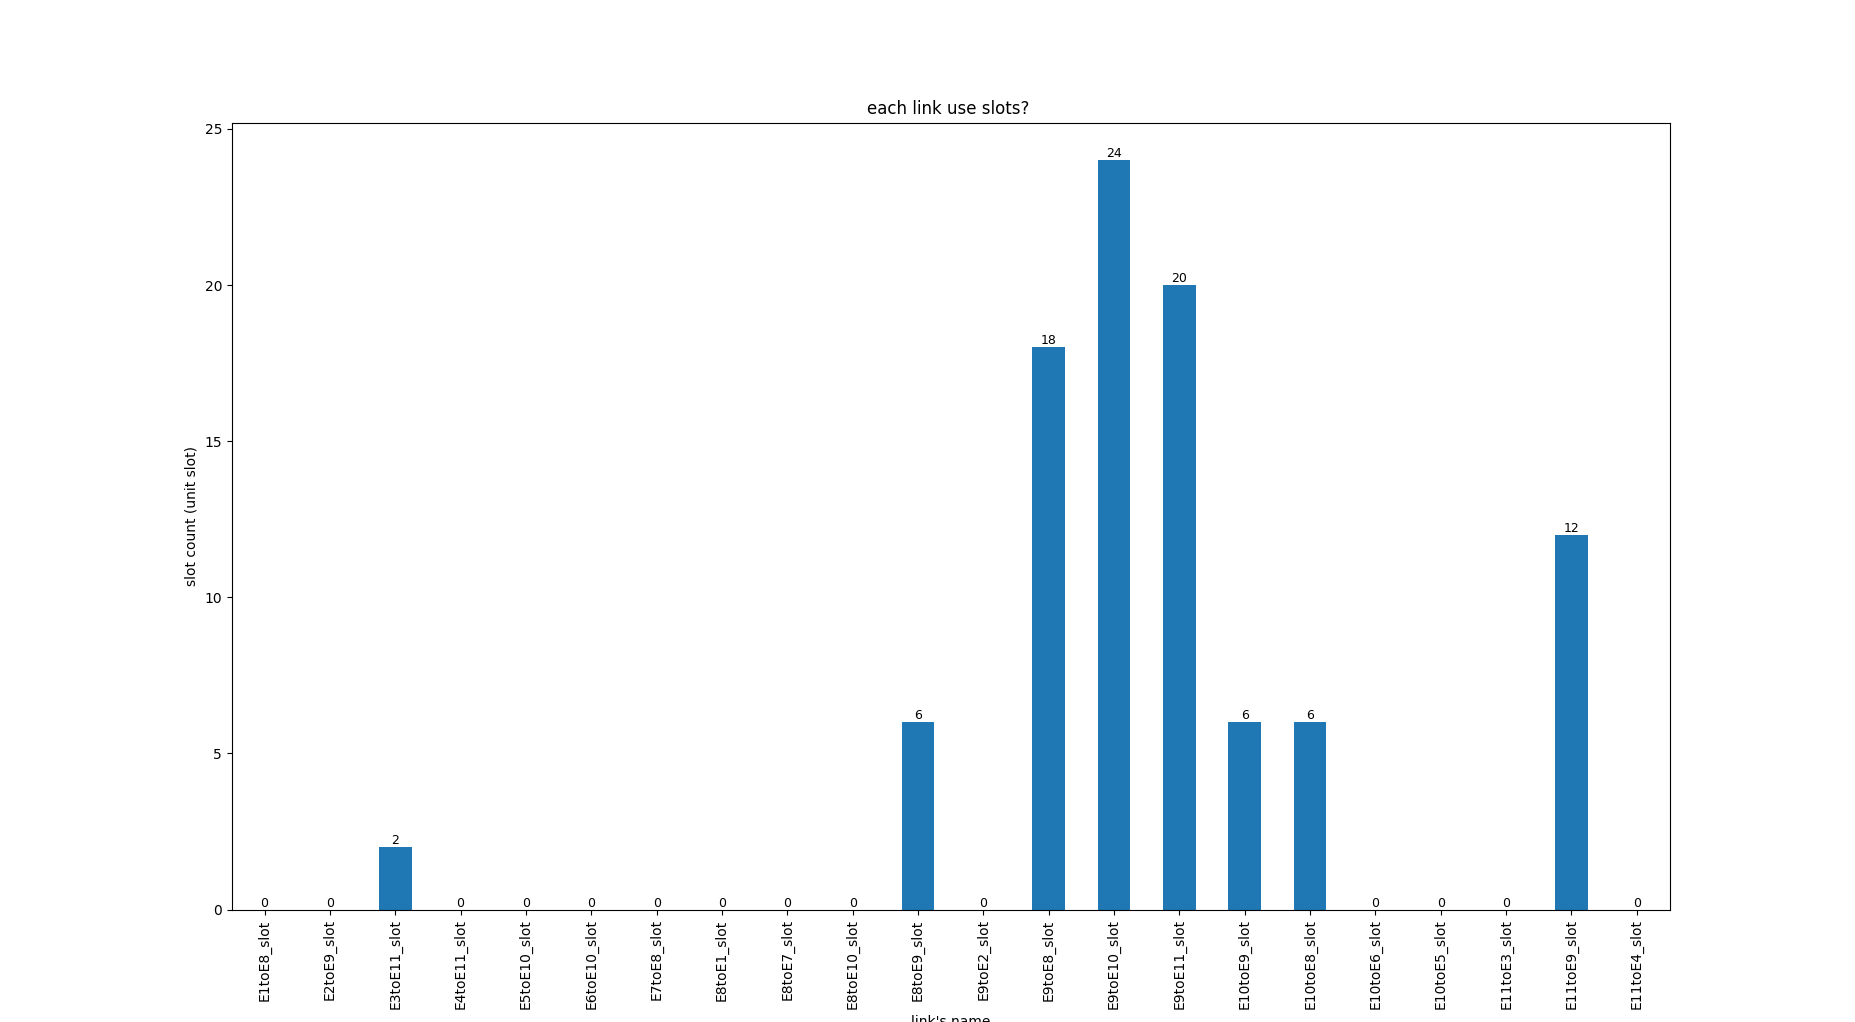 each link use slots?
25
20
15
10
5
0
slot count (unit slot)
0
0
2
0
0
0
0
0
0
0
6
0
18
24
20
6
6
0
0
0
12
0
E1toE8_slot
E2toE9_slot
E3toE11_slot
E4toE11_slot
E5toE10_slot
E6toE10_slot
E7toE8_slot
E8toE1_slot
E8toE7_slot
E8toE10_slot
E8toE9_slot
E9toE2_slot
E9toE8_slot
E9toE10_slot
E9toE11_slot
E10toE9_slot
E10toE8_slot
E10toE6_slot
E10toE5_slot
E11toE3_slot
E11toE9_slot
E11toE4_slot
link's name